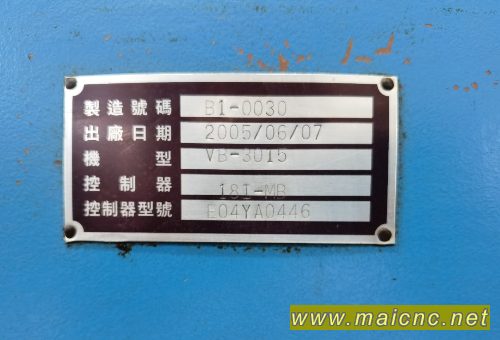 製造號碼 B1-0030
出廠日期 2005/06/07
機型 VB-3015
控制器 18I-MB
控制器型號 E04YA0446
www.maicnc.net